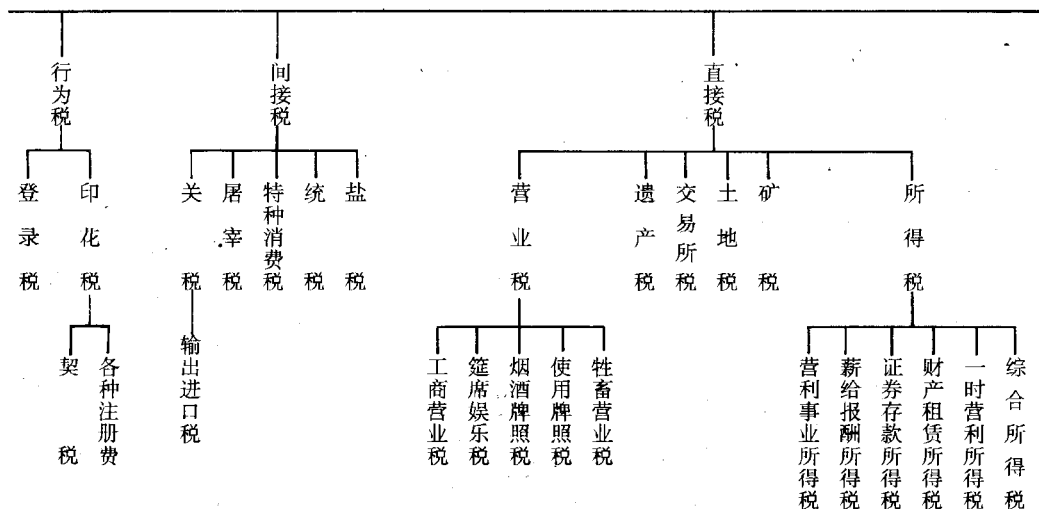 行为税
间接税
直接税
登录税
印花税
关税
屠宰税
特种消费税
统税
盐税
营业税
遗产税
交易所税
土地税
矿税
所得税
契税
各种注册费
输出进口税
工商营业税
筵席娱乐税
烟酒牌照税
使用牌照税
牲畜营业税
营利事业所得税
薪给报酬所得税
证券存款所得税
财产租赁所得税
一时营利所得税
综合所得税